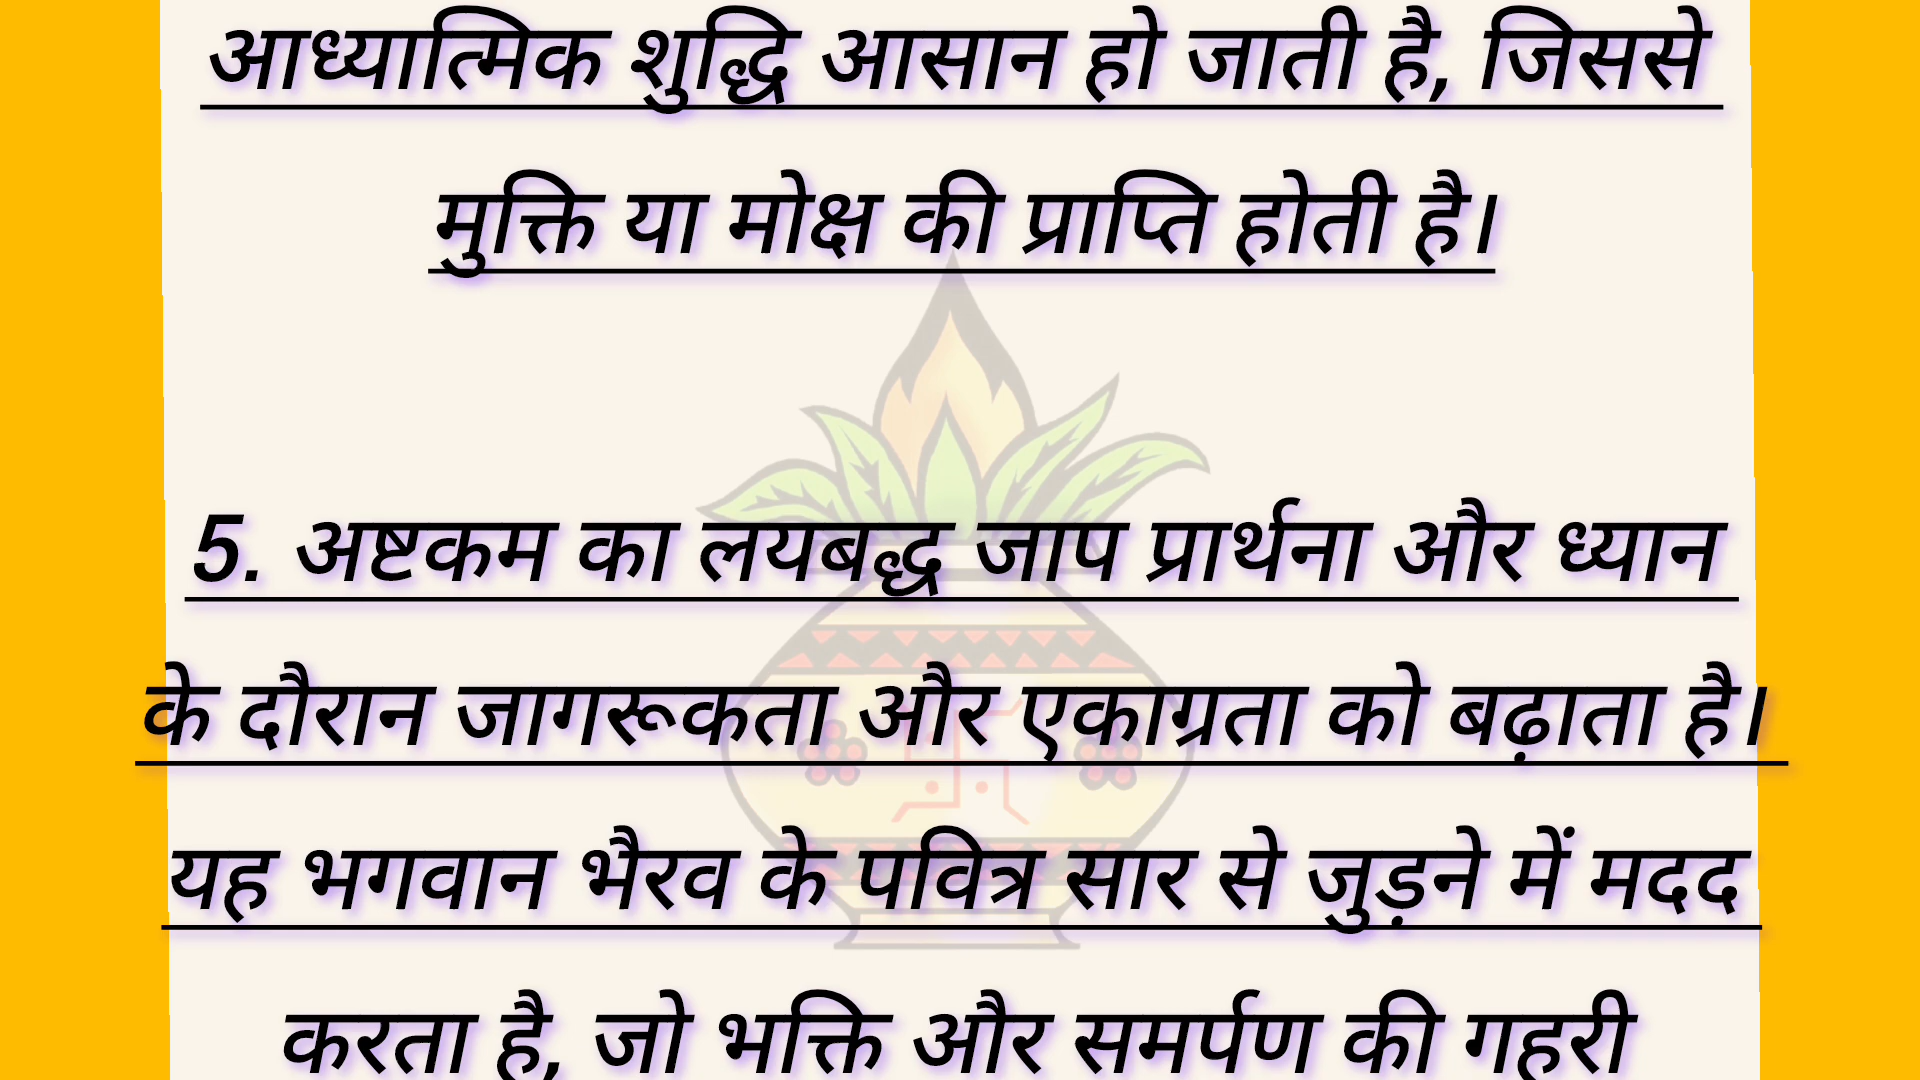 आध्यात्मिक शुद्धि आसान हो जाती है, जिससे
मुक्ति या मोक्ष की प्राप्ति होती है।
5. अष्टकम का लयबद्ध जाप प्रार्थना और ध्यान
के दौरान जागरूकता और एकाग्रता को बढ़ाता है।
यह भगवान भैरव के पवित्र सार से जुड़ने में मदद
करता है, जो भक्ति और समर्पण की गहरी